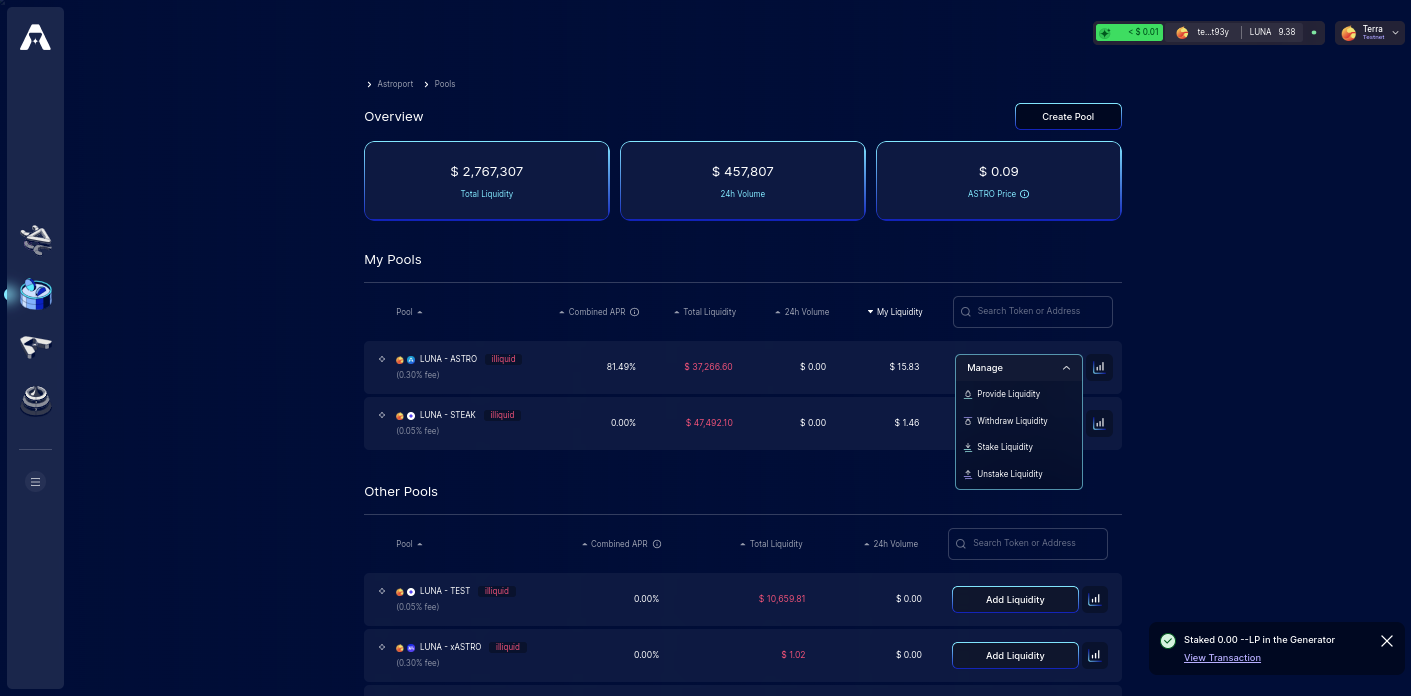 < $ 0.01 te...t93y LUNA 9.38 Terra
Testnet
Astroport Pools
Overview Create Pool
$ 2,767,307 $ 457,807 $ 0.09
Total Liquidity 24h Volume ASTRO Price
My Pools
Pool Combined APR Total Liquidity 24h Volume My Liquidity Search Token or Address
LUNA - ASTRO illiquid 81.49% $ 37,266.60 $ 0.00 $ 15.83 Manage
(0.30% fee)
Provide Liquidity
LUNA - STEAK illiquid 0.00% $ 47,492.10 $ 0.00 $ 1.46 Withdraw Liquidity
(0.05% fee)
Stake Liquidity
Unstake Liquidity
Other Pools
Pool Combined APR Total Liquidity 24h Volume Search Token or Address
LUNA - TEST illiquid 0.00% $ 10,659.81 $ 0.00 Add Liquidity
(0.05% fee)
LUNA - xASTRO illiquid 0.00% $ 1.02 $ 0.00 Add Liquidity
(0.30% fee)
Staked 0.00 --LP in the Generator
View Transaction